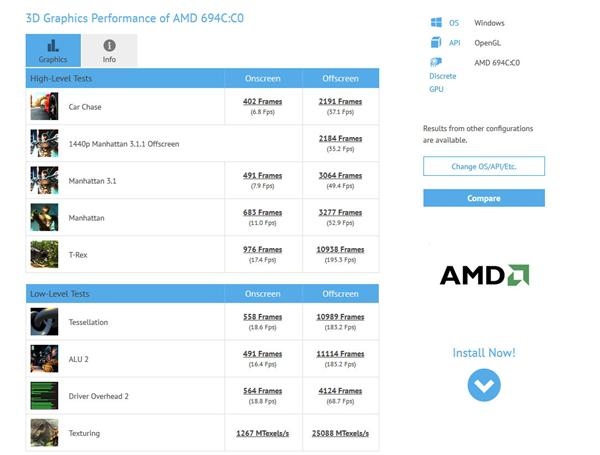 3D Graphics Performance of AMD 694C:C0
Graphics
Info
High-Level Tests Onscreen Offscreen
Car Chase 402 Frames (6.8 Fps) 2191 Frames (37.1 Fps)
1440p Manhattan 3.1.1 Offscreen 2184 Frames (35.2 Fps)
Manhattan 3.1 491 Frames (7.9 Fps) 3064 Frames (49.4 Fps)
Manhattan 683 Frames (11.0 Fps) 3277 Frames (52.9 Fps)
T-Rex 976 Frames (17.4 Fps) 10938 Frames (195.3 Fps)
Low-Level Tests Onscreen Offscreen
Tessellation 558 Frames (18.6 Fps) 10989 Frames (183.2 Fps)
ALU 2 491 Frames (16.4 Fps) 11114 Frames (185.2 Fps)
Driver Overhead 2 564 Frames (18.8 Fps) 4124 Frames (68.7 Fps)
Texturing 1267 MTexels/s 25088 MTexels/s
OS Windows
API OpenGL
AMD 694C:C0
Discrete
GPU
Results from other configurations
are available.
Change OS/API/Etc.
Compare
AMD
Install Now!